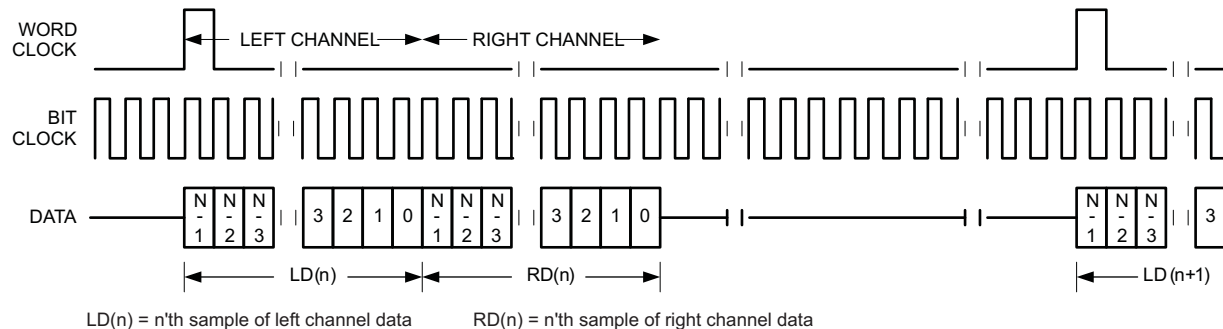 WORD
CLOCK
LEFT CHANNEL
RIGHT CHANNEL
BIT
CLOCK
DATA
N-1 N-2 N-3 3 2 1 0 N-1 N-2 N-3 3 2 1 0 N-1 N-2 N-3 3
LD(n) RD(n) LD(n+1)
LD(n) = n'th sample of left channel data RD(n) = n'th sample of right channel data